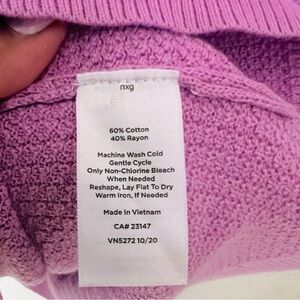 nxg
60% Cotton
40% Rayon
Machine Wash Cold
Gentle Cycle
Only Non-Chlorine Bleach
When Needed
Reshape, Lay Flat To Dry
Warm Iron, If Needed
Made in Vietnam
CA# 23147
VN5272 10/20